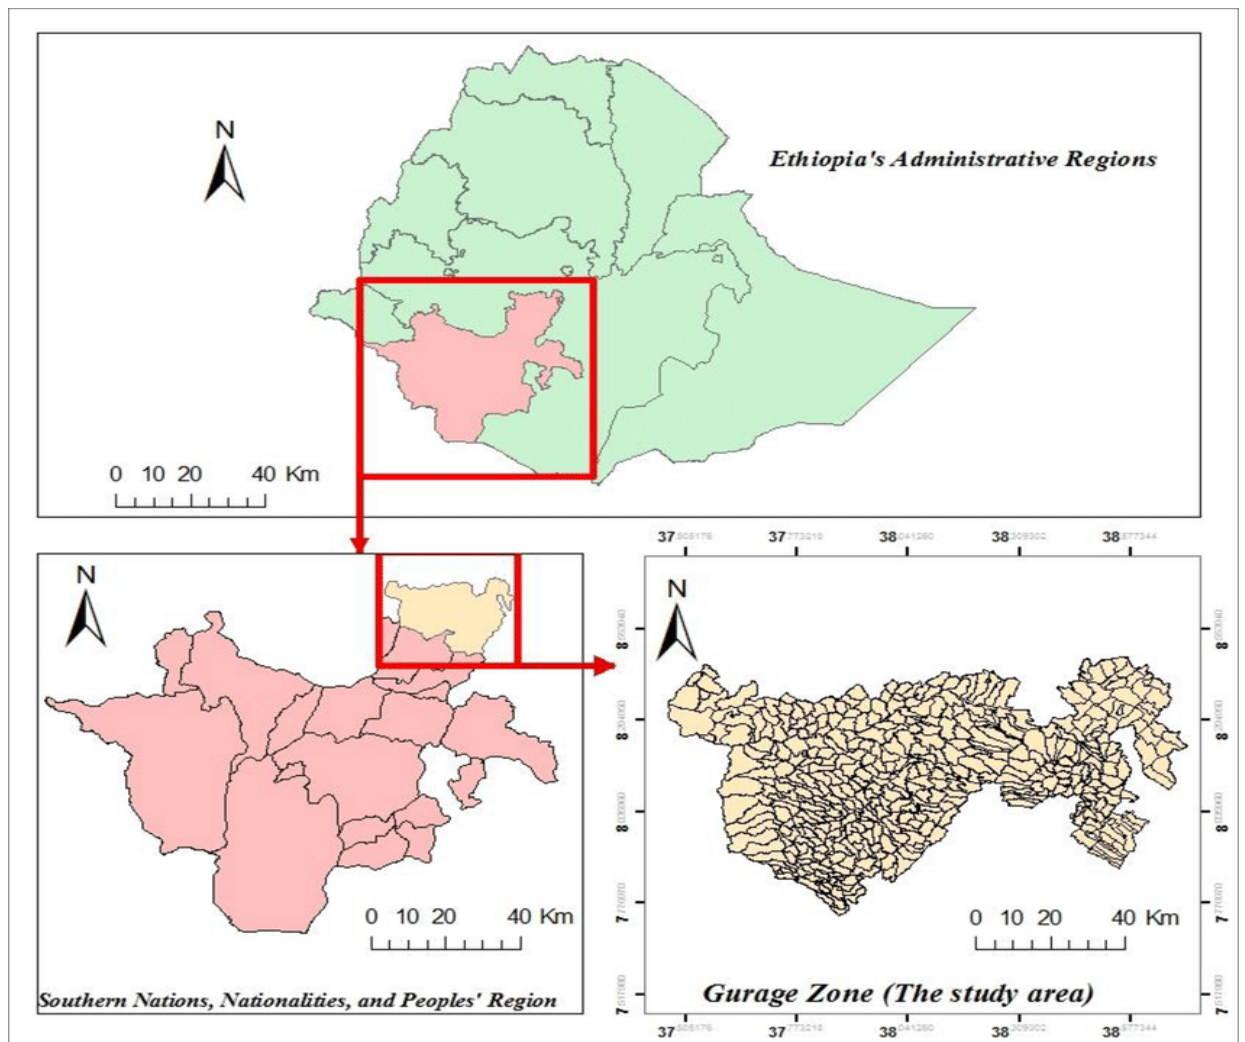 N
Ethiopia's Administrative Regions
0 10 20 40 Km
N
0 10 20 40 Km
Southern Nations, Nationalities, and Peoples' Region
37 38 38 38
N
8 8
8 8
8 8
7 7
7 7
0 10 20 40 Km
Gurage Zone (The study area)
37 37 38 38 38